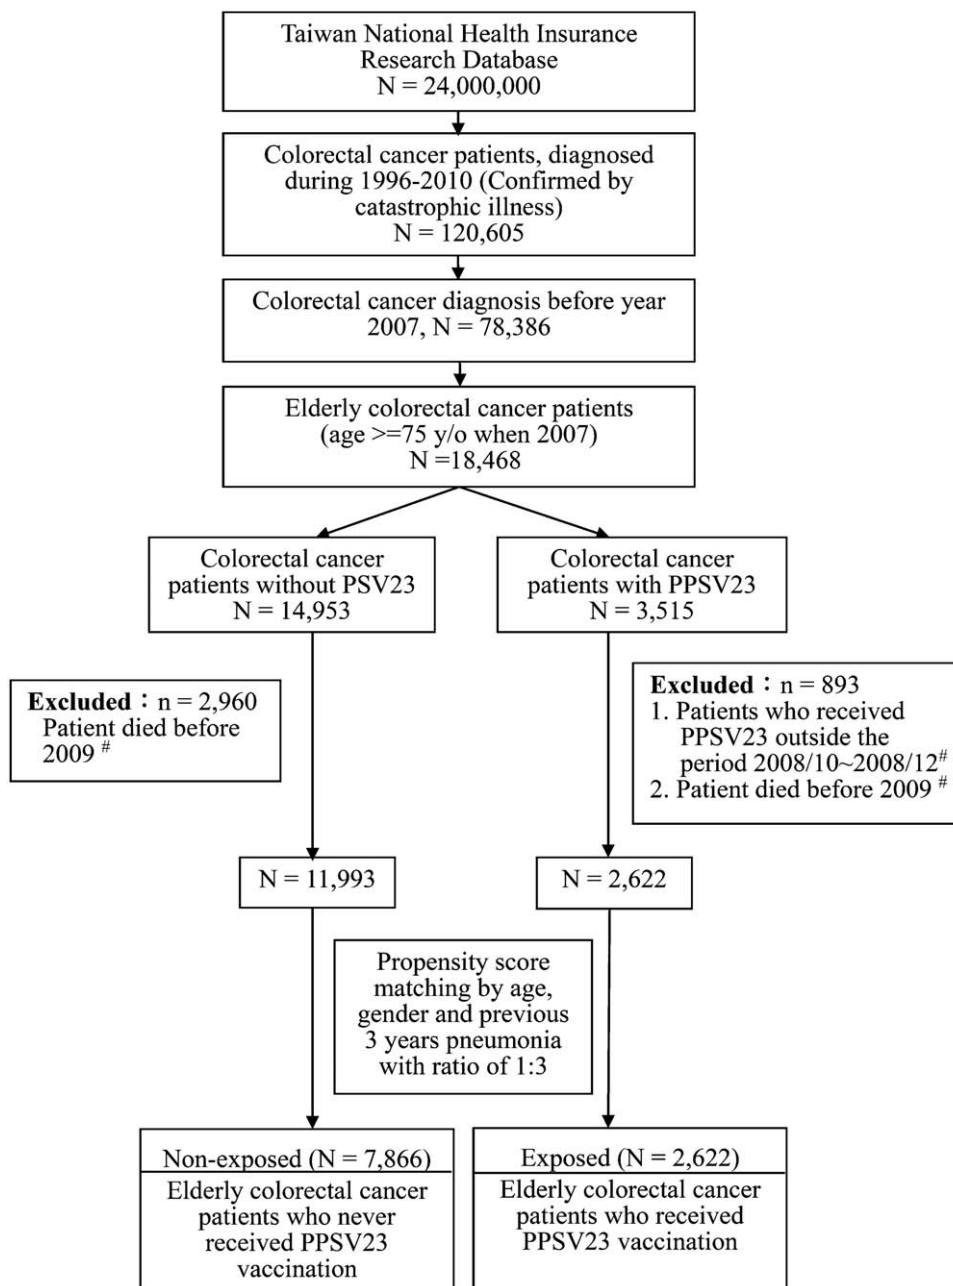 Taiwan National Health Insurance
Research Database
N = 24,000,000
Colorectal cancer patients, diagnosed
during 1996-2010 (Confirmed by
catastrophic illness)
N = 120,605
Colorectal cancer diagnosis before year
2007, N = 78,386
Elderly colorectal cancer patients
(age >=75 y/o when 2007)
N =18,468
Colorectal cancer
patients without PSV23
N = 14,953
Colorectal cancer
patients with PPSV23
N = 3,515
Excluded：n = 2,960
Patient died before
2009 #
Excluded：n = 893
1. Patients who received
PPSV23 outside the
period 2008/10~2008/12#
2. Patient died before 2009 #
N = 11,993
N = 2,622
Propensity score
matching by age,
gender and previous
3 years pneumonia
with ratio of 1:3
Non-exposed (N = 7,866)
Elderly colorectal cancer
patients who never
received PPSV23
vaccination
Exposed (N = 2,622)
Elderly colorectal cancer
patients who received
PPSV23 vaccination